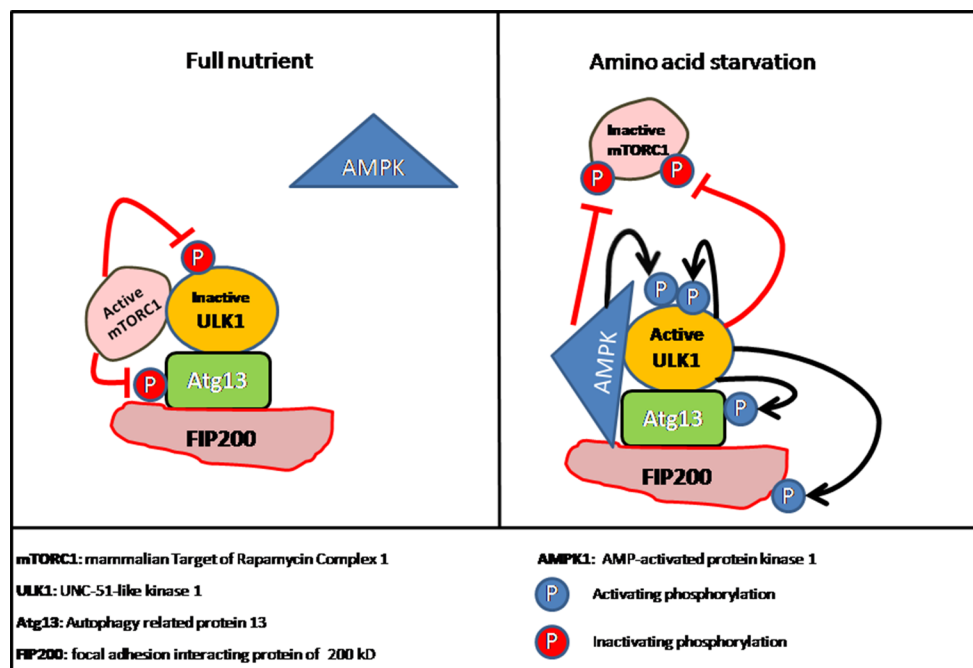 Full nutrient
AMPK
P
Active
mTORC1
Inactive
ULK1
P
Atg13
FIP200
Amino acid starvation
Inactive
mTORC1
P
P
P
P
AMPK
Active
ULK1
Atg13
P
FIP200
P
mTORC1: mammalian Target of Rapamycin Complex 1
ULK1: UNC-51-like kinase 1
Atg13: Autophagy related protein 13
FIP200: focal adhesion interacting protein of 200 kD
AMPK1: AMP-activated protein kinase 1
P Activating phosphorylation
P Inactivating phosphorylation